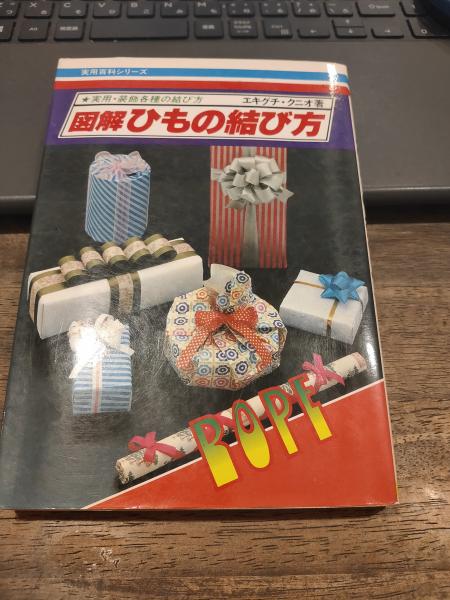 実用百科シリーズ
★実用・装飾各種の結び方
エキグチ・クニオ著
図解ひもの結び方
ROPE